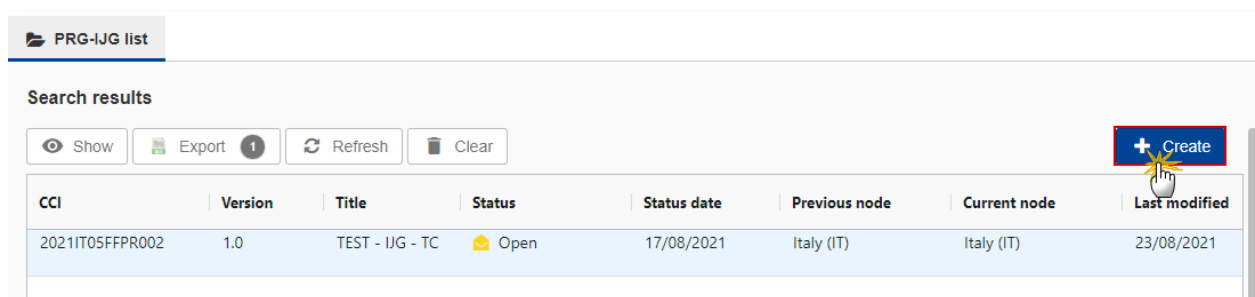 PRG-IJG list
Search results
Show Export 1 Refresh Clear Create
CCI Version Title Status Status date Previous node Current node Last modified
2021IT05FFPR002 1.0 TEST - IJG - TC Open 17/08/2021 Italy (IT) Italy (IT) 23/08/2021